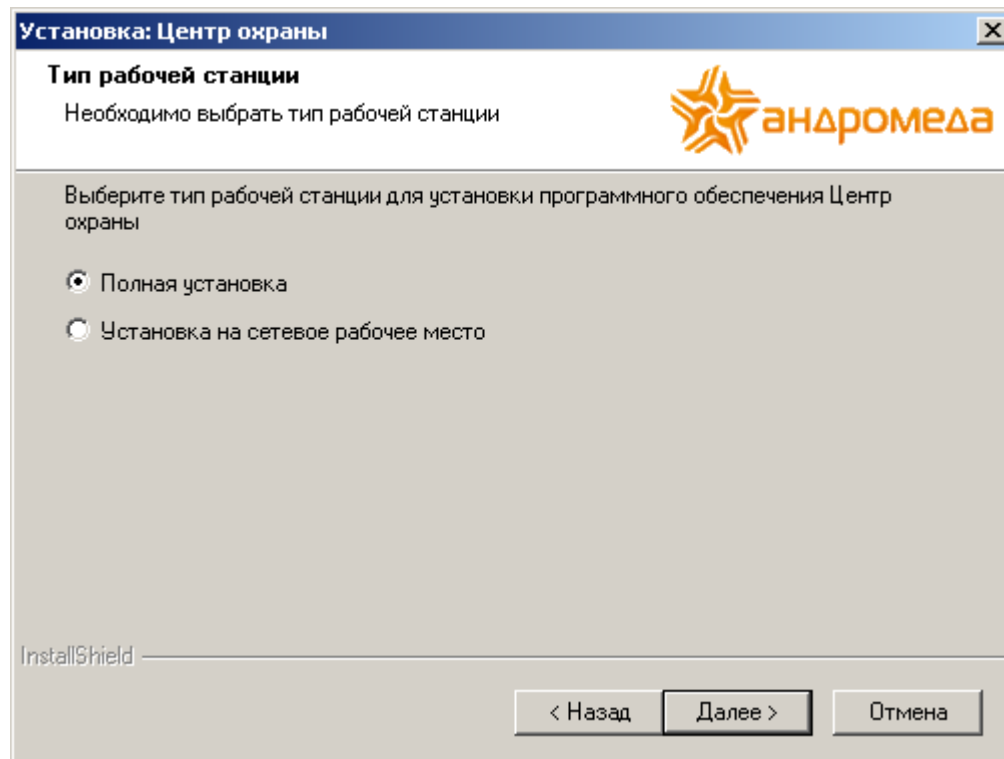 Установка: Центр охраны
Тип рабочей станции
Необходимо выбрать тип рабочей станции
андромеда
Выберите тип рабочей станции для установки программного обеспечения Центр
охраны
Полная установка
Установка на сетевое рабочее место
InstallShield
< Назад
Далее >
Отмена